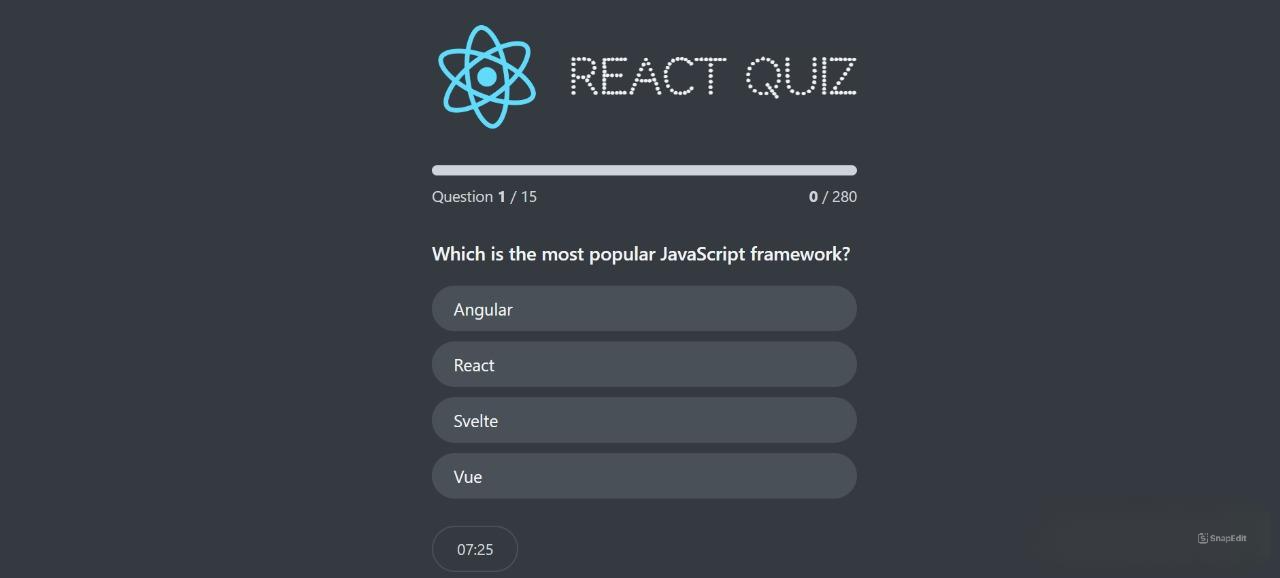 REACT QUIZ
Question 1 / 15
0 / 280
Which is the most popular JavaScript framework?
Angular
React
Svelte
Vue
07:25
SnapEdit